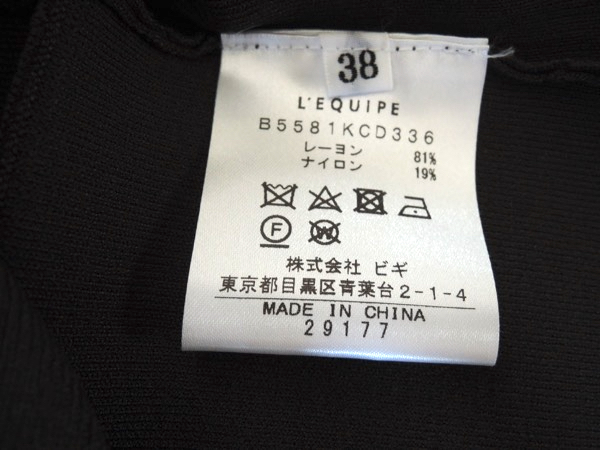 38
L'EQUIPE
B5581KCD336
レーヨン 81%
ナイロン 19%
F W
株式会社 ビギ
東京都目黒区青葉台2-1-4
MADE IN CHINA
29177